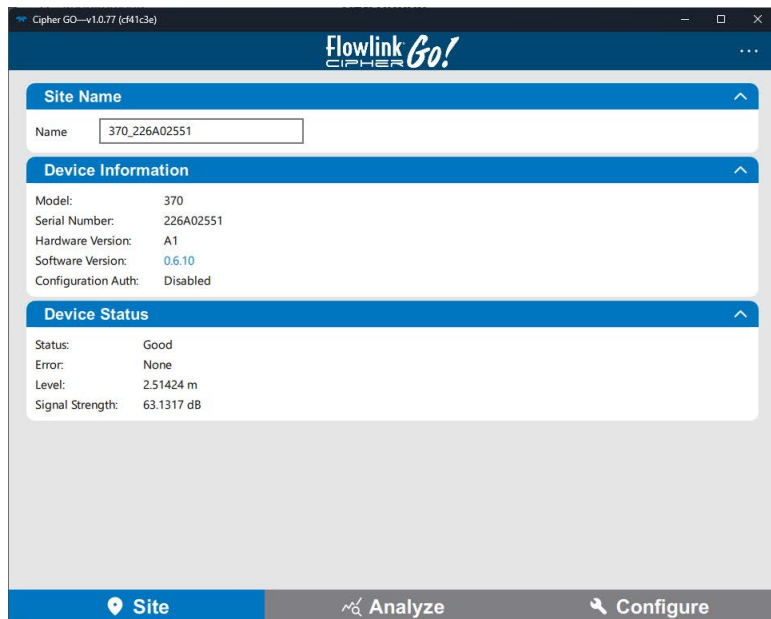 Cipher GO—v1.0.77 (cf41c3e)
Flowlink Go!
CIPHER
Site Name
Name 370_226A02551
Device Information
Model: 370
Serial Number: 226A02551
Hardware Version: A1
Software Version: 0.6.10
Configuration Auth: Disabled
Device Status
Status: Good
Error: None
Level: 2.51424 m
Signal Strength: 63.1317 dB
Site Analyze Configure